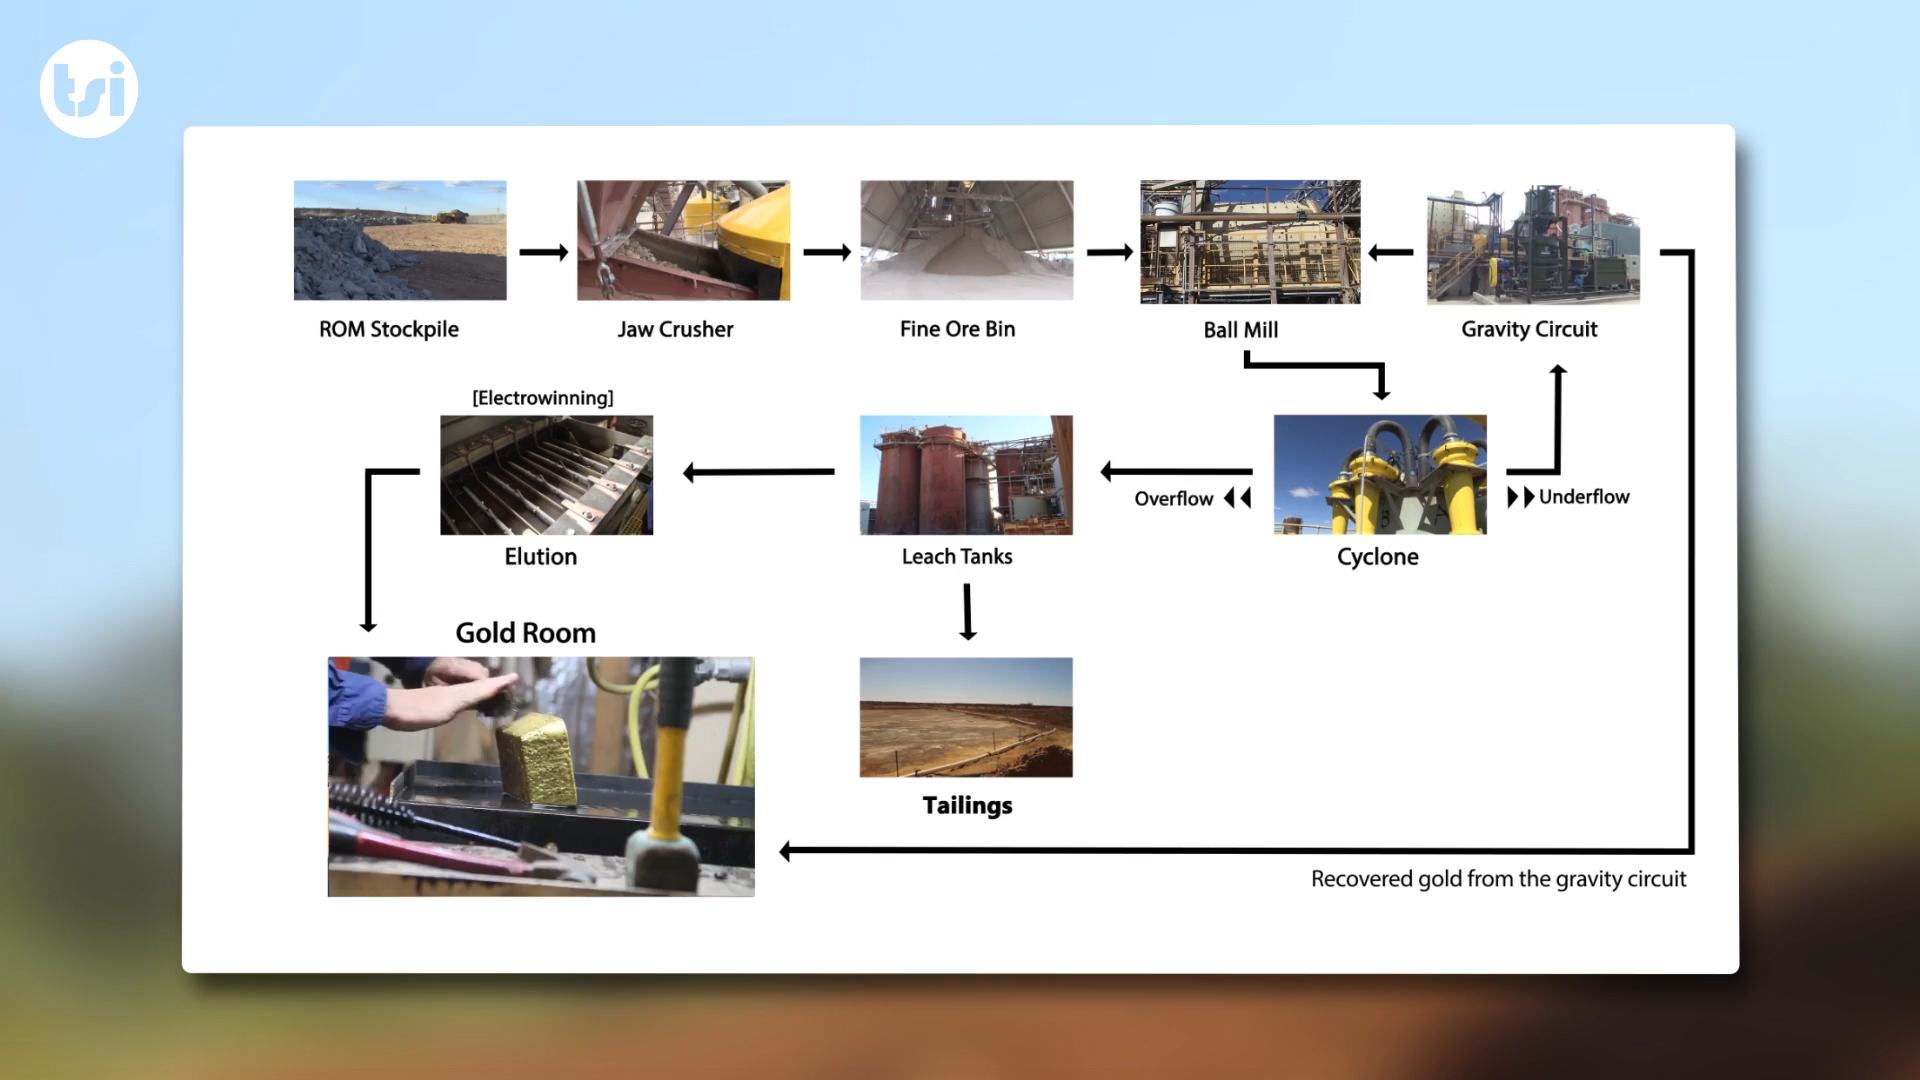 tsi
ROM Stockpile
Jaw Crusher
Fine Ore Bin
Ball Mill
Gravity Circuit
[Electrowinning]
Elution
Leach Tanks
Overflow
Cyclone
Underflow
Gold Room
Tailings
Recovered gold from the gravity circuit